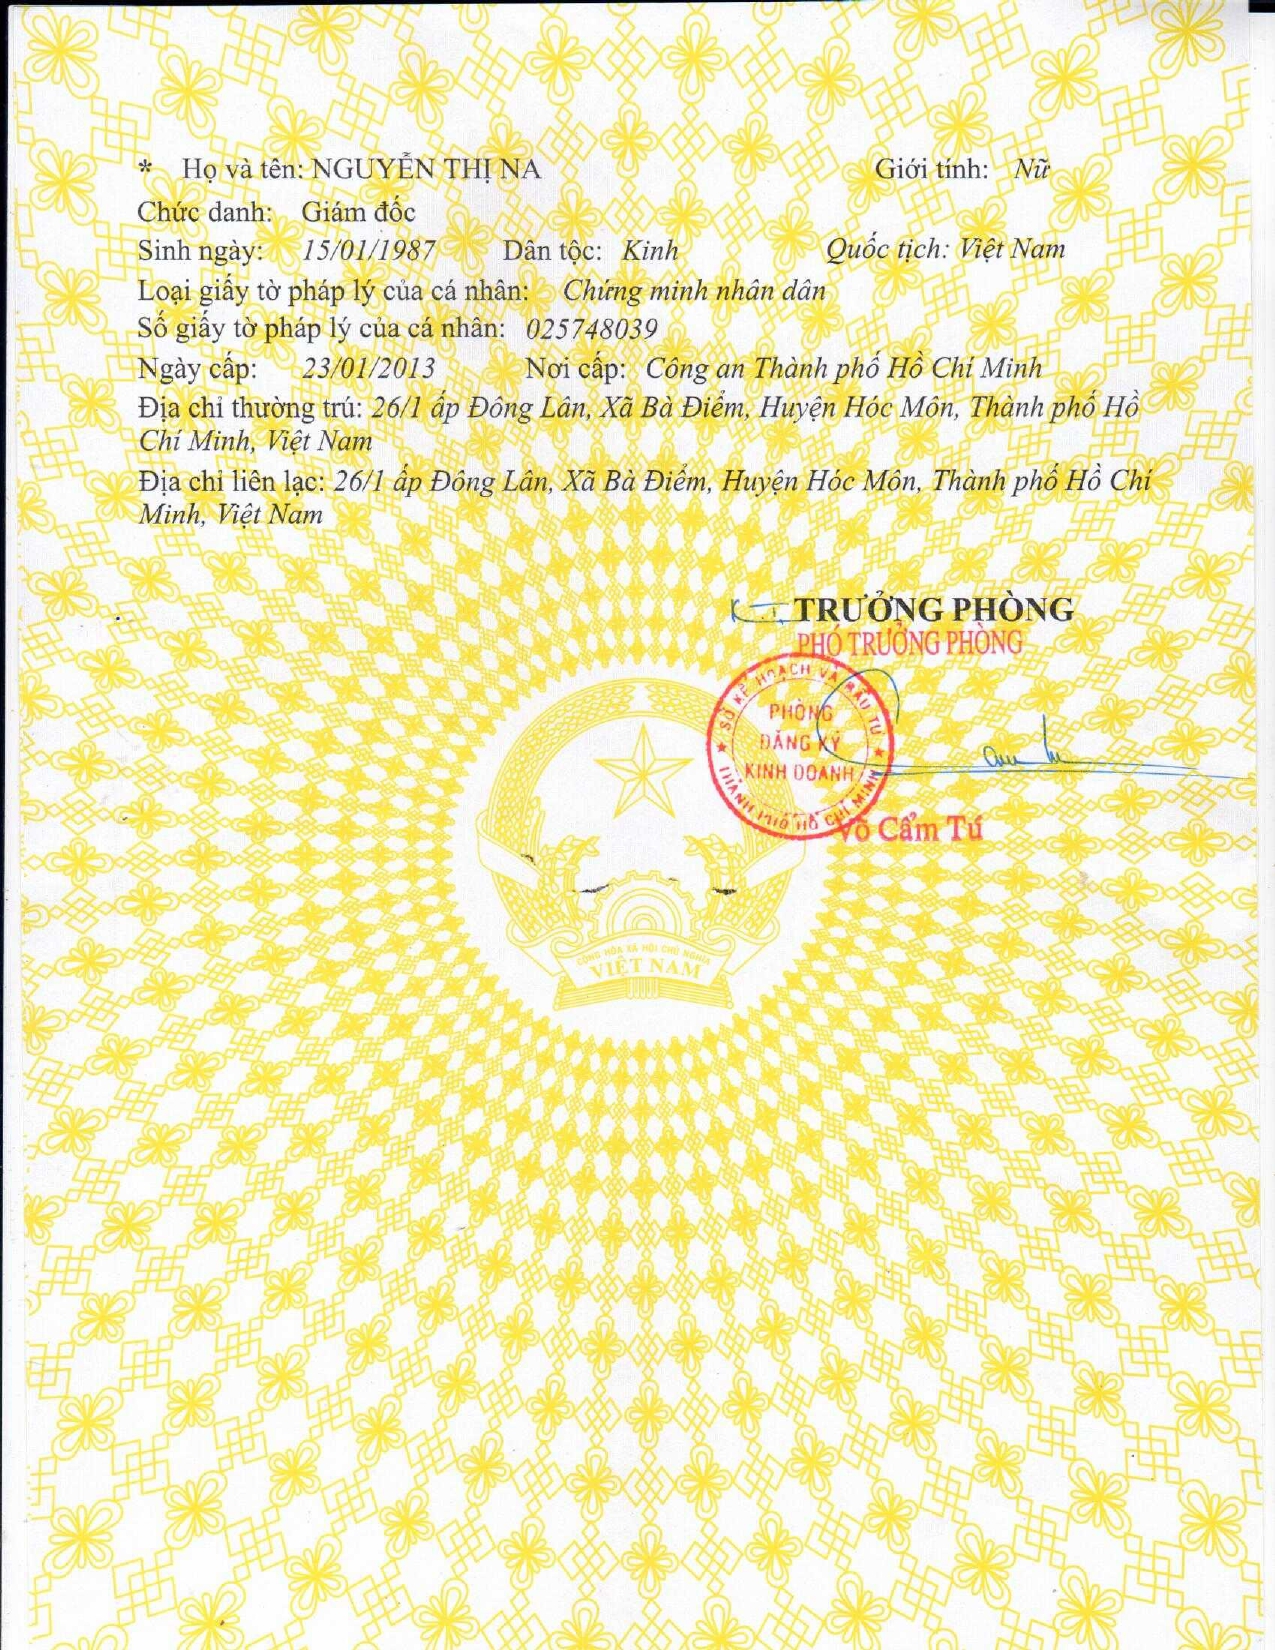 * Họ và tên: NGUYỄN THỊ NA Giới tính: Nữ
Chức danh: Giám đốc
Sinh ngày: 15/01/1987 Dân tộc: Kinh Quốc tịch: Việt Nam
Loại giấy tờ pháp lý của cá nhân: Chứng minh nhân dân
Số giấy tờ pháp lý của cá nhân: 025748039
Ngày cấp: 23/01/2013 Nơi cấp: Công an Thành phố Hồ Chí Minh
Địa chỉ thường trú: 26/1 ấp Đông Lân, Xã Bà Điểm, Huyện Hóc Môn, Thành phố Hồ
Chí Minh, Việt Nam
Địa chỉ liên lạc: 26/1 ấp Đông Lân, Xã Bà Điểm, Huyện Hóc Môn, Thành phố Hồ Chí
Minh, Việt Nam
KT TRƯỞNG PHÒNG
PHÓ TRƯỞNG PHÒNG
SỞ KẾ HOẠCH VÀ ĐẦU TƯ
PHÒNG
ĐĂNG KÝ
KINH DOANH
THÀNH PHỐ HỒ CHÍ MINH
Võ Cẩm Tú
CỘNG HÒA XÃ HỘI CHỦ NGHĨA
VIỆT NAM